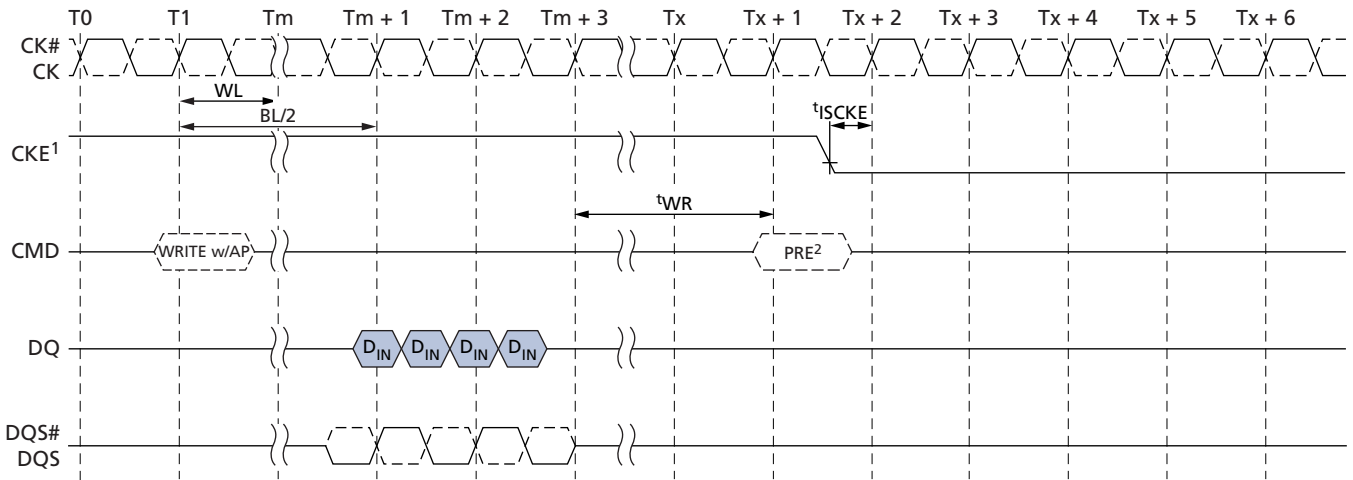 T0 T1 Tm Tm + 1 Tm + 2 Tm + 3 Tx Tx + 1 Tx + 2 Tx + 3 Tx + 4 Tx + 5 Tx + 6
CK#
CK
WL
BL/2
tISCKE
CKE1
tWR
CMD WRITE w/AP PRE2
DQ DIN DIN DIN DIN
DQS#
DQS